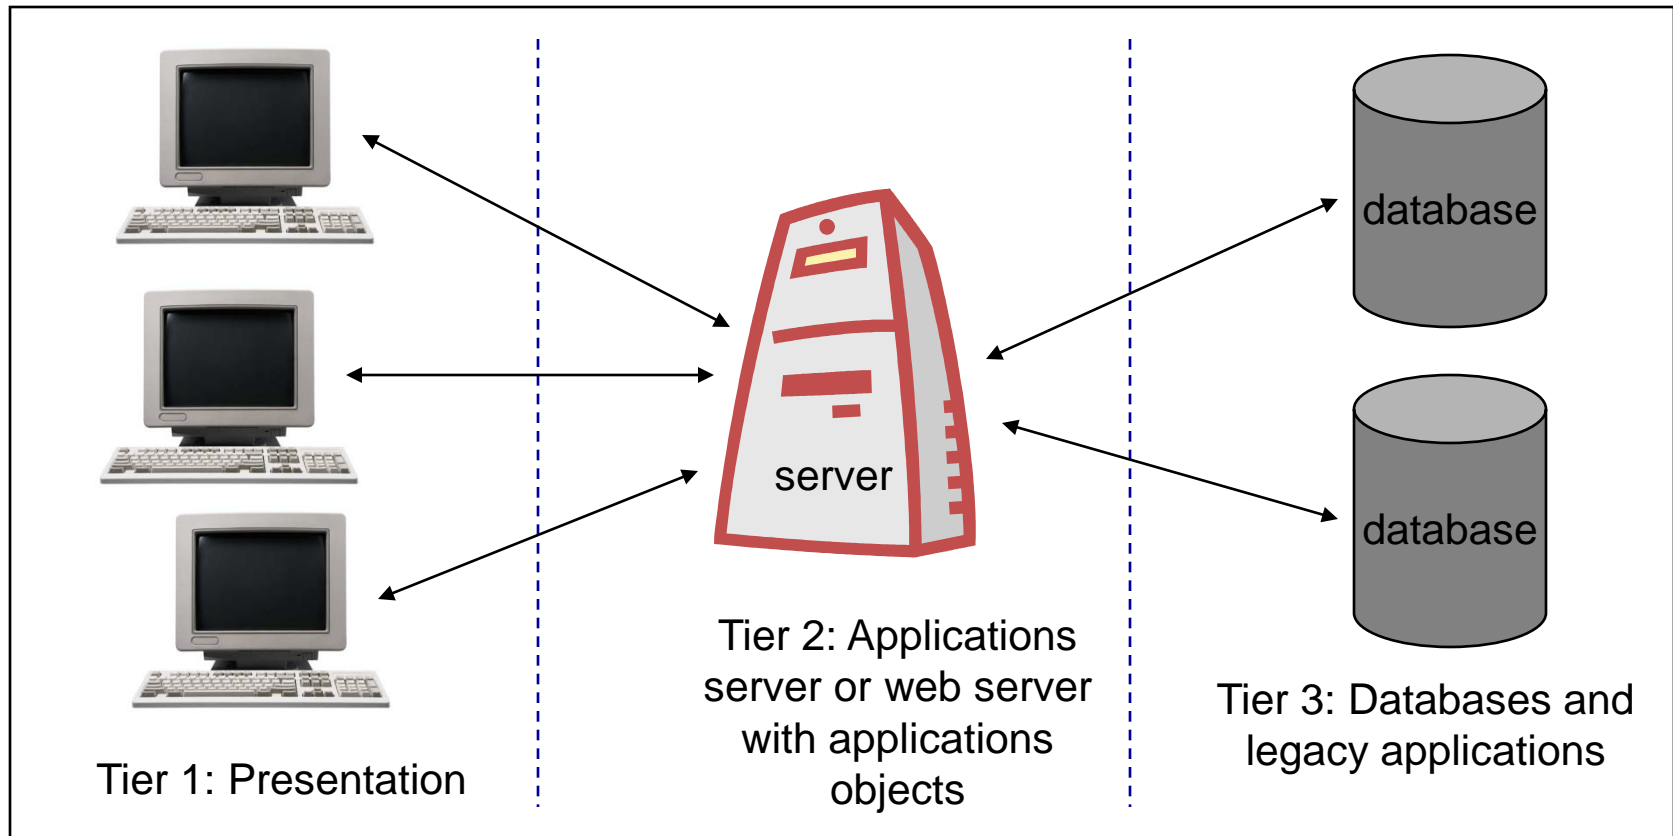 database
server
database
Tier 1: Presentation
Tier 2: Applications
server or web server
with applications
objects
Tier 3: Databases and
legacy applications